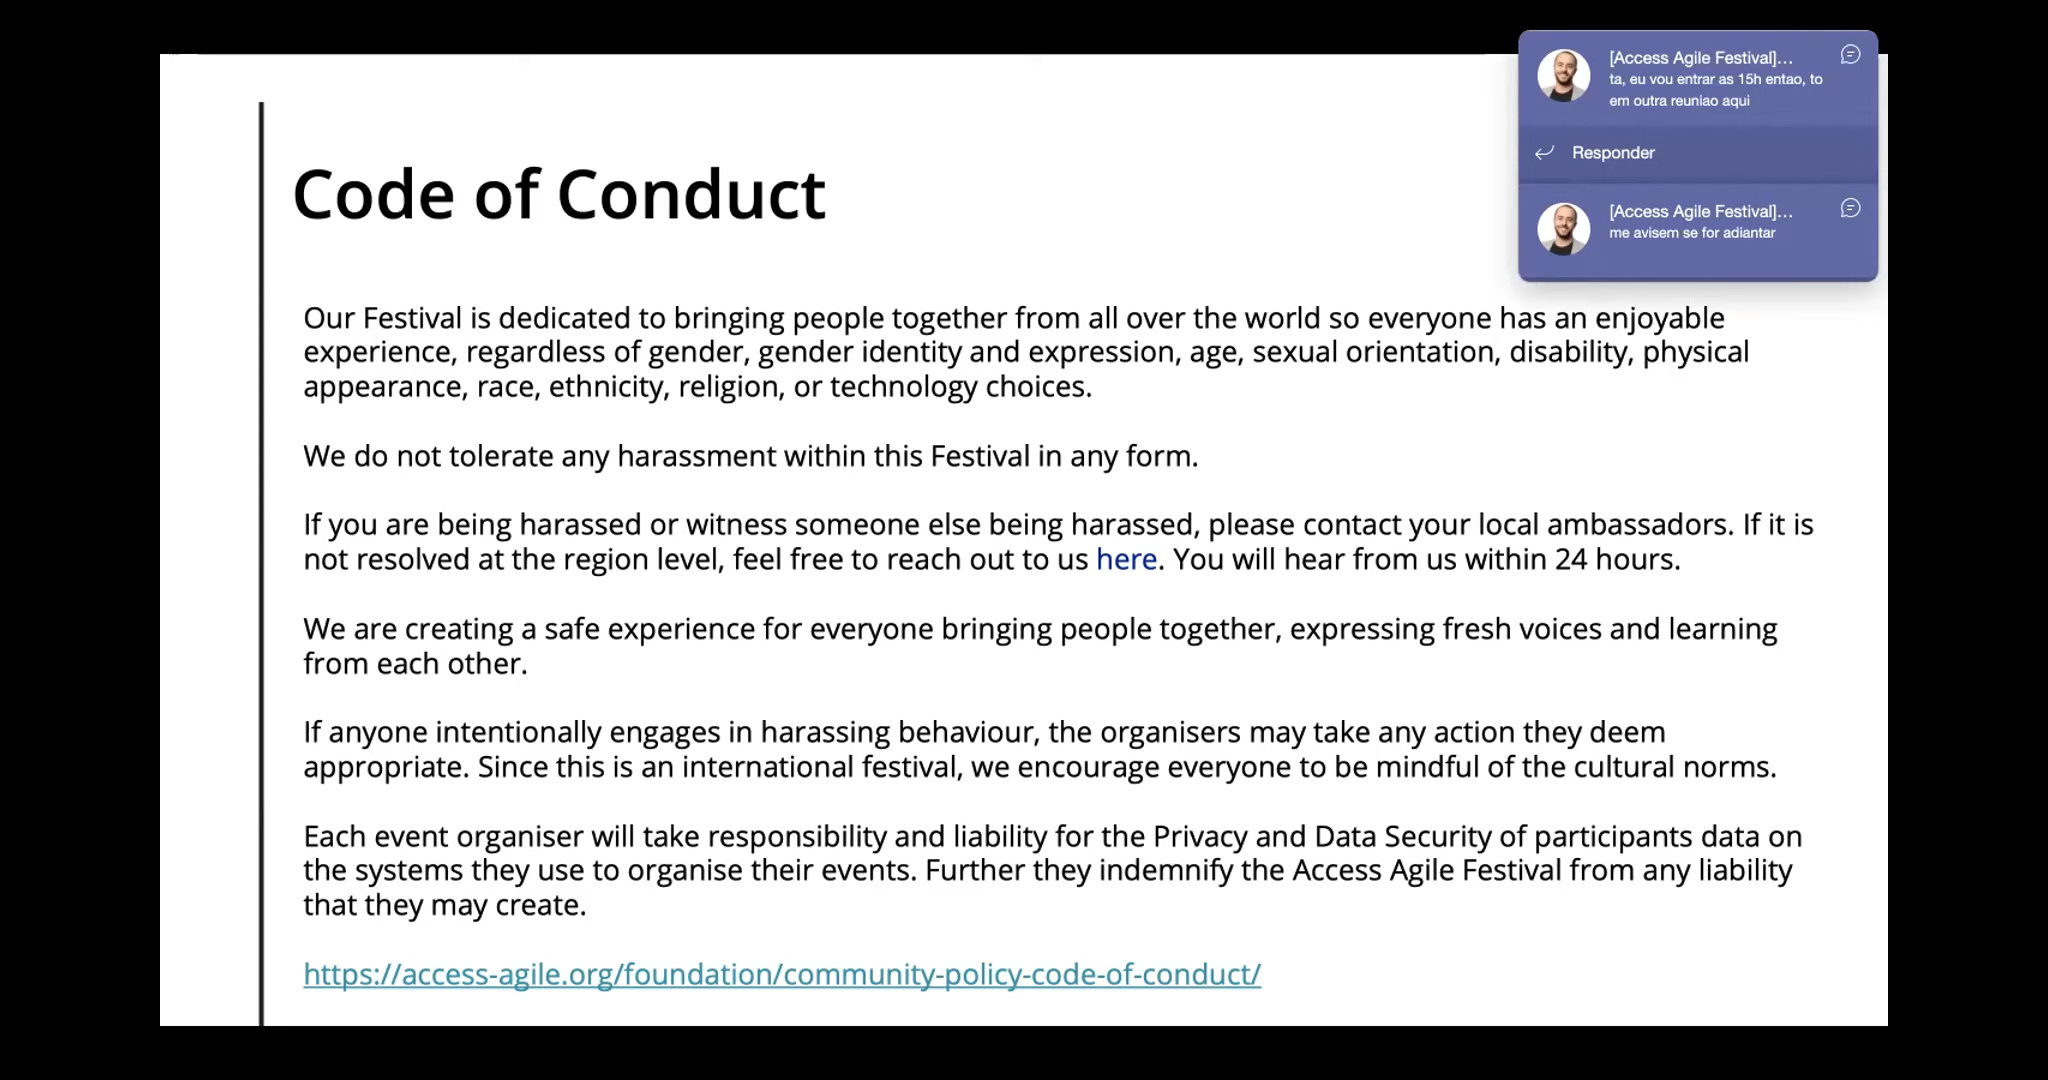 [Access Agile Festival]...
ta, eu vou entrar as 15h entao, to
em outra reuniao aqui
Responder
[Access Agile Festival]...
me avisem se for adiantar
Code of Conduct
Our Festival is dedicated to bringing people together from all over the world so everyone has an enjoyable
experience, regardless of gender, gender identity and expression, age, sexual orientation, disability, physical
appearance, race, ethnicity, religion, or technology choices.
We do not tolerate any harassment within this Festival in any form.
If you are being harassed or witness someone else being harassed, please contact your local ambassadors. If it is
not resolved at the region level, feel free to reach out to us here. You will hear from us within 24 hours.
We are creating a safe experience for everyone bringing people together, expressing fresh voices and learning
from each other.
If anyone intentionally engages in harassing behaviour, the organisers may take any action they deem
appropriate. Since this is an international festival, we encourage everyone to be mindful of the cultural norms.
Each event organiser will take responsibility and liability for the Privacy and Data Security of participants data on
the systems they use to organise their events. Further they indemnify the Access Agile Festival from any liability
that they may create.
https://access-agile.org/foundation/community-policy-code-of-conduct/